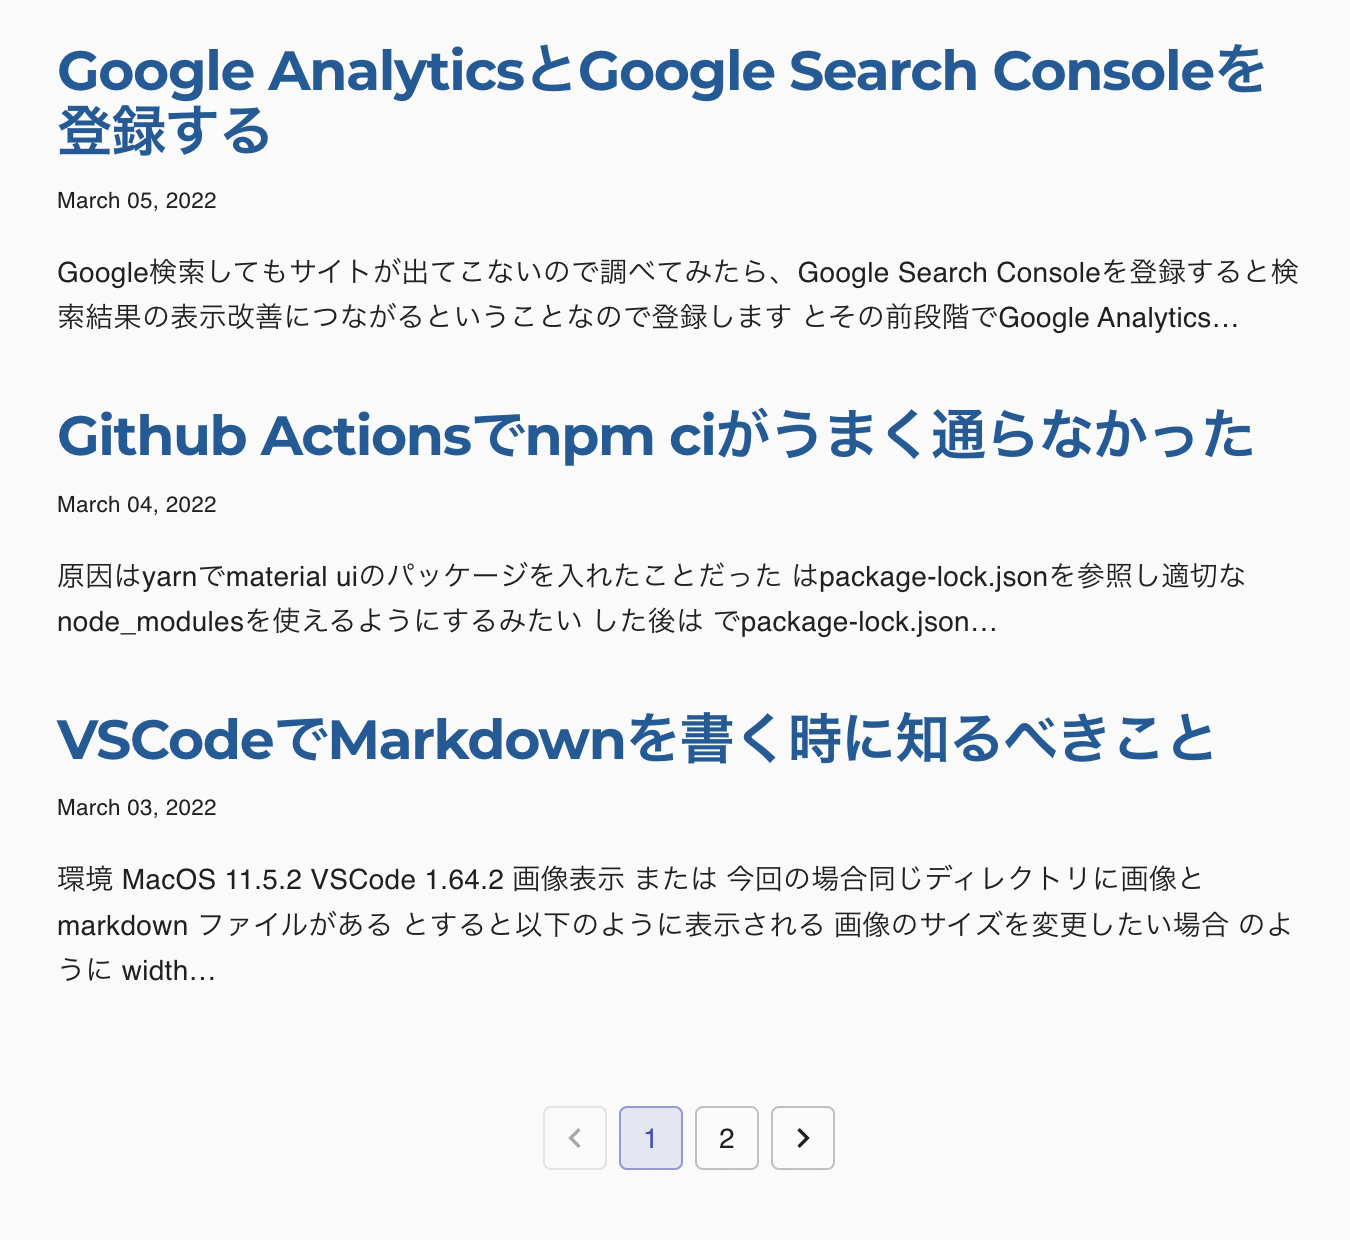 Google AnalyticsとGoogle Search Consoleを
登録する
March 05, 2022
Google検索してもサイトが出てこないので調べてみたら、Google Search Consoleを登録すると検
索結果の表示改善につながるということなので登録します とその前段階でGoogle Analytics…
Github Actionsでnpm ciがうまく通らなかった
March 04, 2022
原因はyarnでmaterial uiのパッケージを入れたことだった はpackage-lock.jsonを参照し適切な
node_modulesを使えるようにするみたい した後は でpackage-lock.json…
VSCodeでMarkdownを書く時に知るべきこと
March 03, 2022
環境 MacOS 11.5.2 VSCode 1.64.2 画像表示 または 今回の場合同じディレクトリに画像と
markdown ファイルがある とすると以下のように表示される 画像のサイズを変更したい場合 のよ
うに width…
1 2